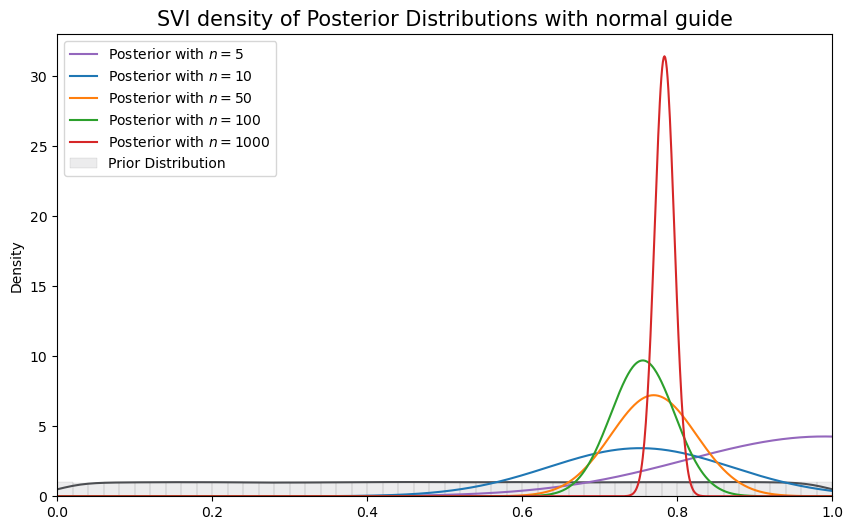 SVI density of Posterior Distributions with normal guide
Posterior with n = 5
Posterior with n = 10
Posterior with n = 50
Posterior with n = 100
Posterior with n = 1000
Prior Distribution
Density
30
25
20
15
10
5
0
0.0 0.2 0.4 0.6 0.8 1.0